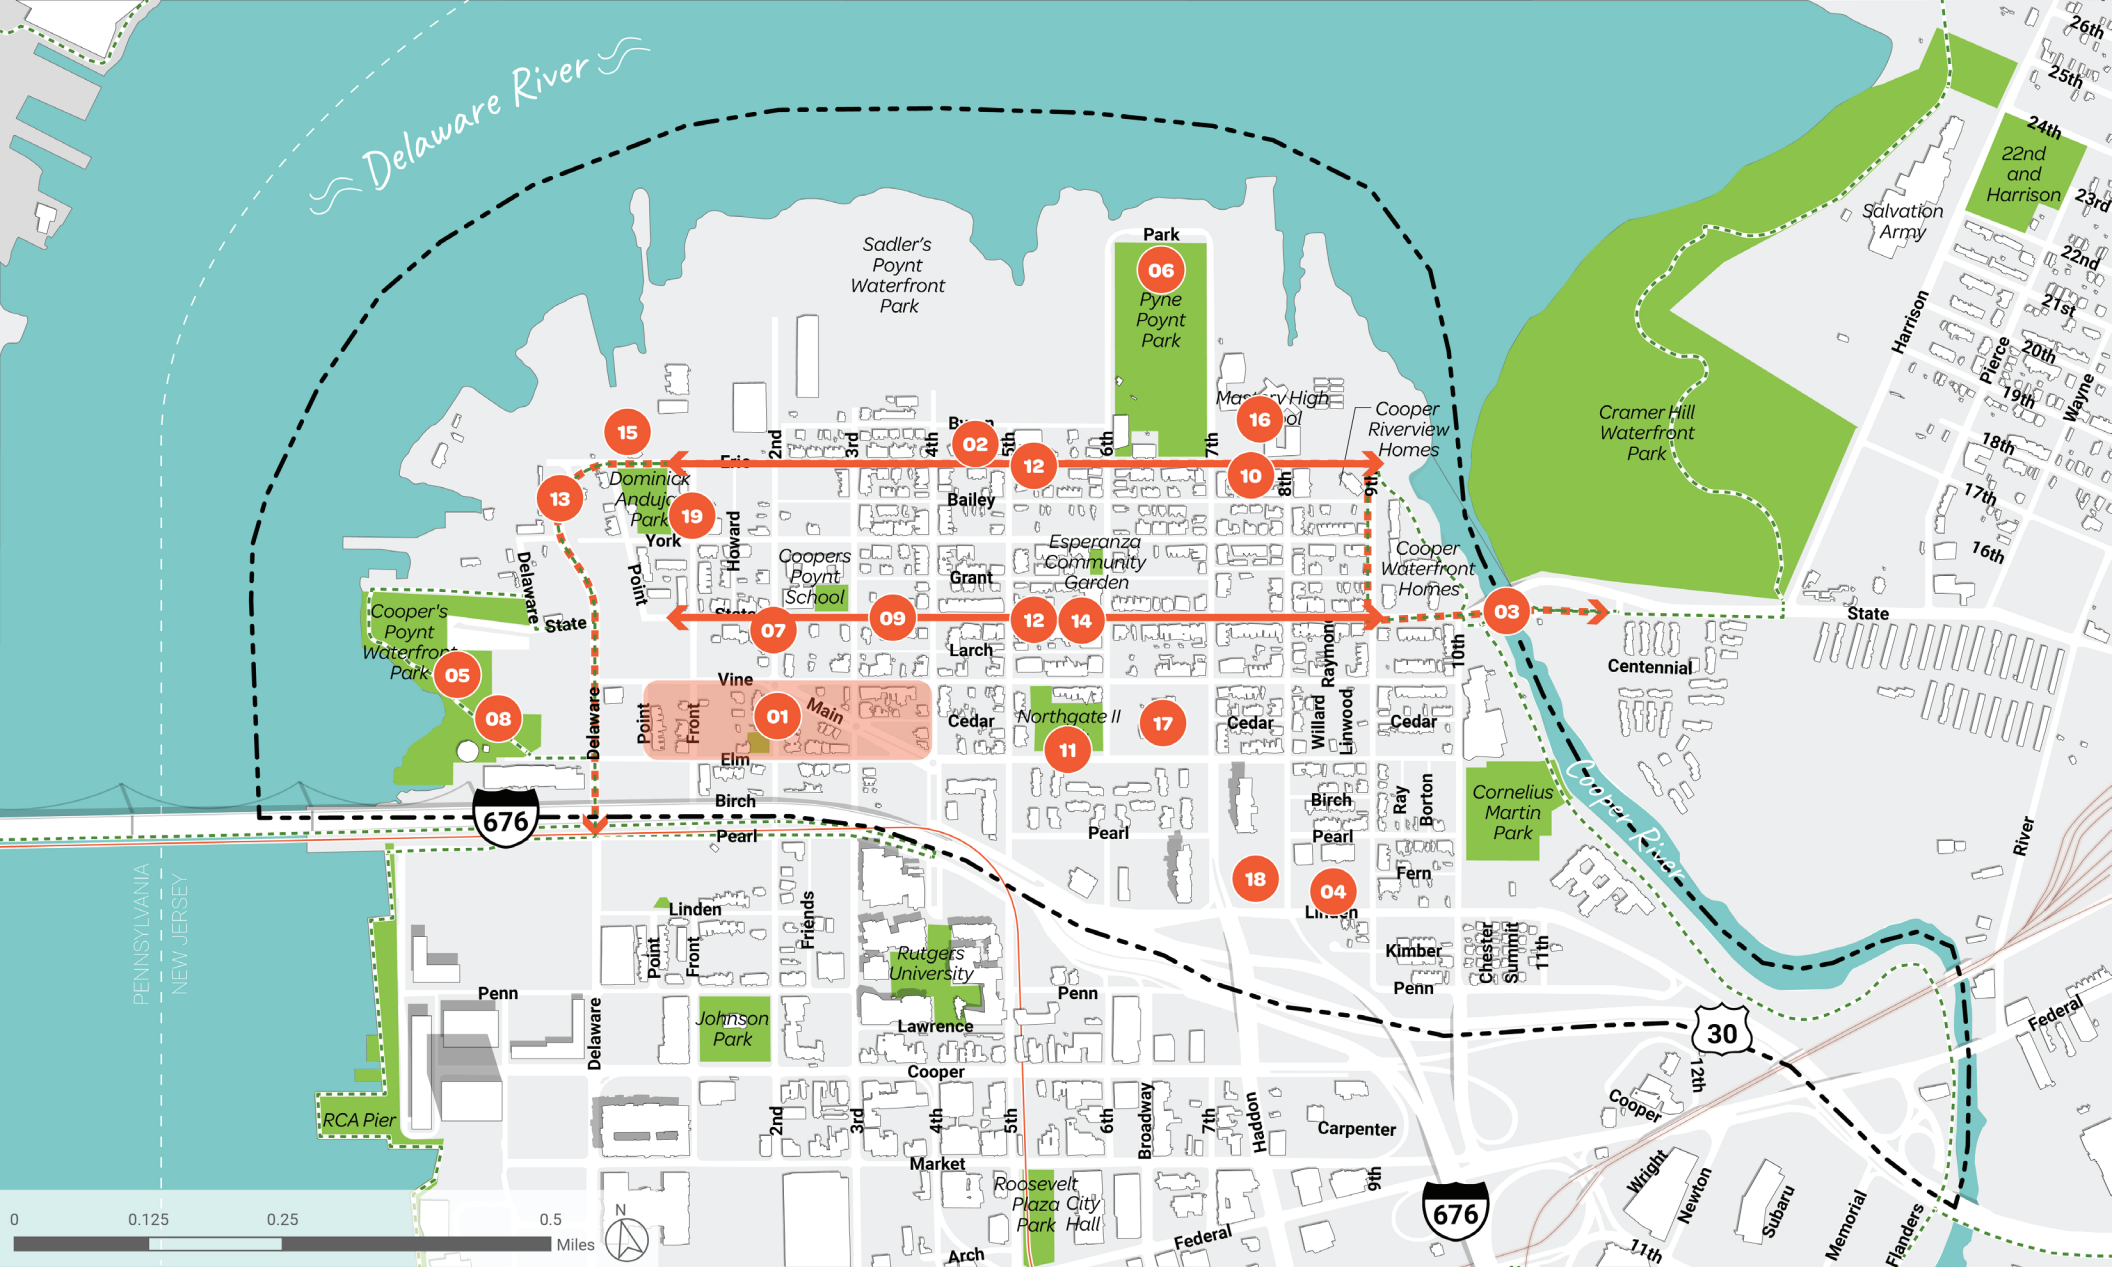 26th
25th
24th
23rd
22nd
21st
20th
19th
18th
17th
16th
Delaware River
22nd
and
Harrison
Salvation
Army
Harrison
Pierce
Wayne
Sadler's
Poynt
Waterfront
Park
Park
06
Pyne
Poynt
Park
Cramer Hill
Waterfront
Park
Mastery High
16
Cooper
Riverview
Homes
15
2nd
3rd
4th
02
5th
6th
7th
12
10
8th
9th
Dominick
Andujar
Park
13
19
York
Howard
Bailey
Coopers
Poynt
School
Esperanza
Community
Garden
Grant
Cooper
Waterfront
Homes
Delaware
Point
State
Cooper's
Poynt
Waterfront
Park
05
08
State
07
09
12
14
03
State
Larch
Raymond
10th
Centennial
Vine
Delaware
Point
Front
01
Main
Elm
Cedar
Northgate II
11
17
Cedar
Willard
Linwood
Cedar
Birch
676
Pearl
Pearl
Birch
Pearl
Ray
Borton
Fern
Cornelius
Martin
Park
Cooper River
River
18
04
Linden
PENNSYLVANIA
NEW JERSEY
Linden
Point
Front
Friends
Rutgers
University
Kimber
Penn
Chester
Summit
11th
Penn
Delaware
Johnson
Park
Lawrence
Penn
30
Federal
Cooper
12th
Cooper
RCA Pier
2nd
3rd
4th
5th
6th
Broadway
7th
Haddon
Carpenter
Market
9th
Roosevelt
Plaza
Park
City
Hall
Arch
Federal
676
Wright
Newton
Subaru
Memorial
Flanders
11th
0
0.125
0.25
0.5
Miles
N